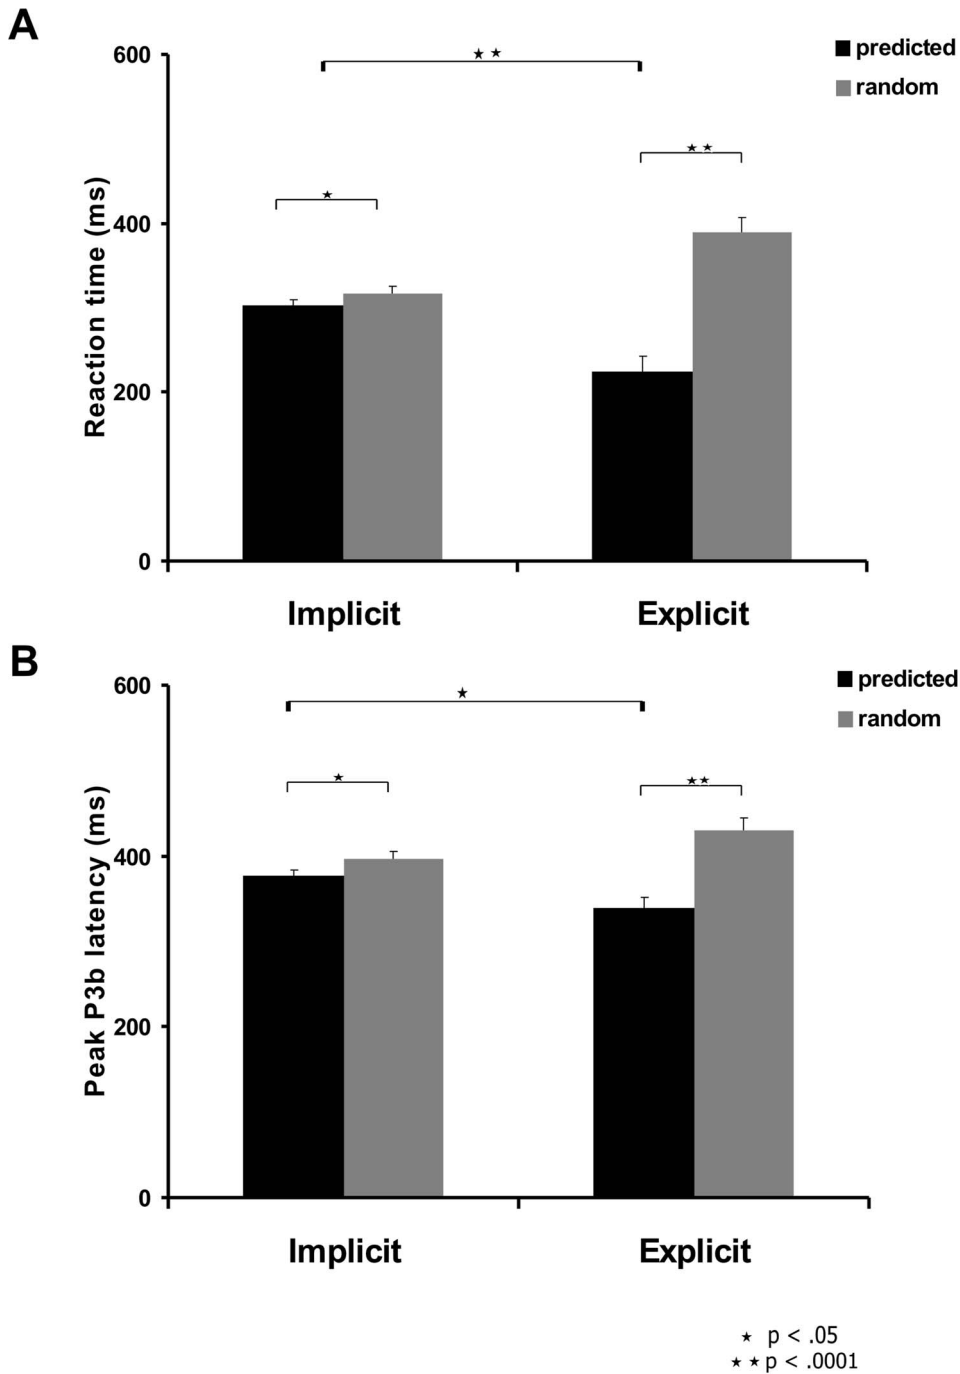 A
600
★ ★
predicted
random
★ ★
★
400
Reaction time (ms)
200
0
Implicit
Explicit
B
600
★
predicted
random
★
★★
400
Peak P3b latency (ms)
200
0
Implicit
Explicit
★ p < .05
★ ★ p < .0001